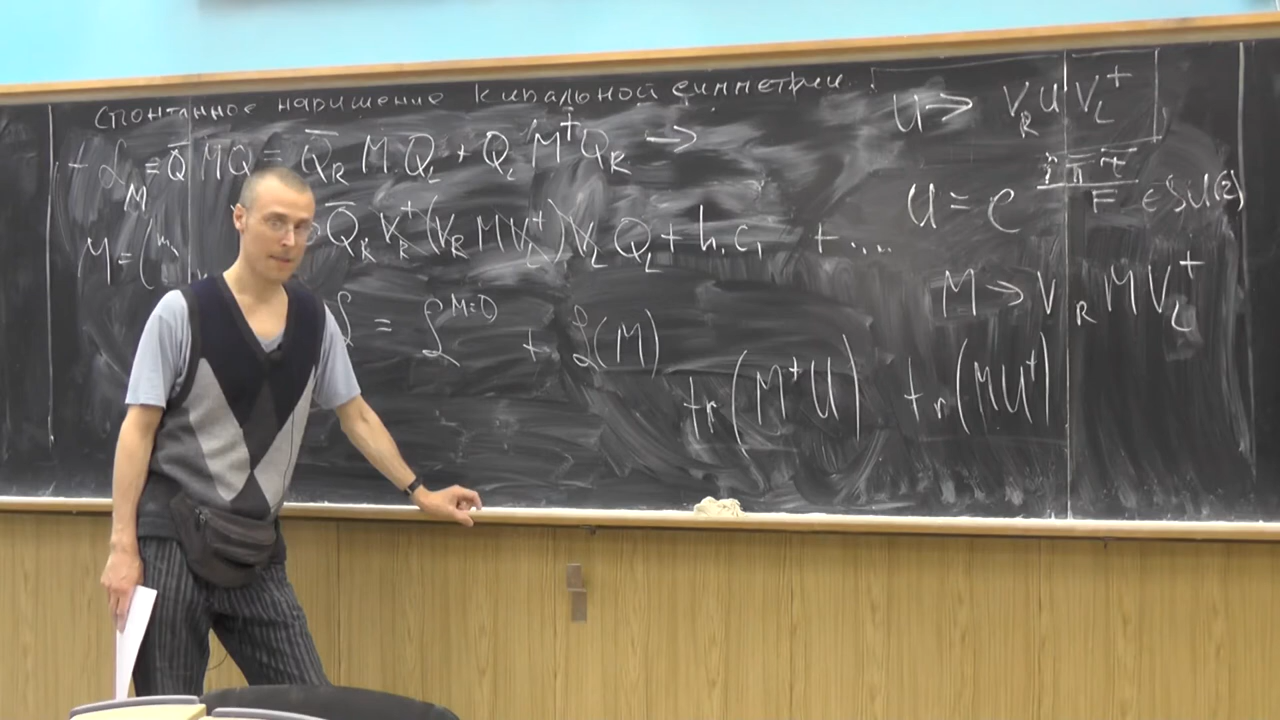 спонтанное нарушение киральной симметрии.
U → V_R U V_L^+
- ℒ_M = Q̄ M Q = Q̄_R M Q_L + Q̄_L M^+ Q_R →
U = e^{i π⃗ τ⃗ / F} ∈ SU(2)
M = (m
Q̄_R V_R^+ (V_R M V_L^+) V_L Q_L + h.c. + ....
M → V_R M V_L^+
ℒ = ℒ^{M=0} + ℒ(M)
tr(M^+ U) tr(M U^+)